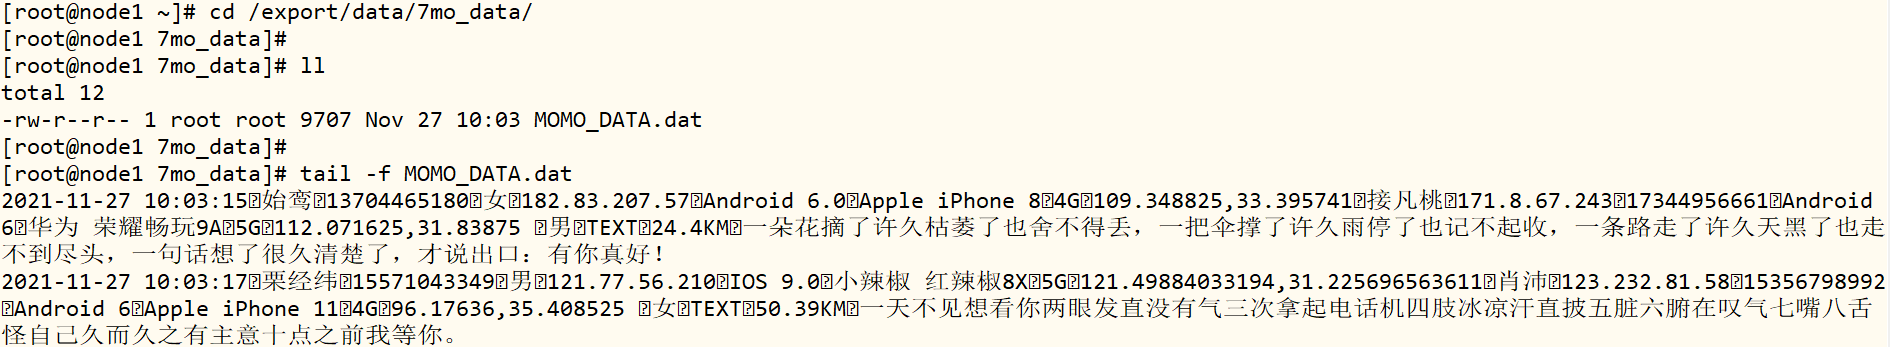 [root@node1 ~]# cd /export/data/7mo_data/
[root@node1 7mo_data]#
[root@node1 7mo_data]# ll
total 12
-rw-r--r-- 1 root root 9707 Nov 27 10:03 MOMO_DATA.dat
[root@node1 7mo_data]#
[root@node1 7mo_data]# tail -f MOMO_DATA.dat
2021-11-27 10:03:15始鸾13704465180女182.83.207.57Android 6.0Apple iPhone 84G109.348825,33.395741接凡桃171.8.67.24317344956661Android
6华为 荣耀畅玩9A5G112.071625,31.83875 男TEXT24.4KM一朵花摘了许久枯萎了也舍不得丢，一把伞撑了许久雨停了也记不起收，一条路走了许久天黑了也走
不到尽头，一句话想了很久清楚了，才说出口：有你真好！
2021-11-27 10:03:17栗经纬15571043349男121.77.56.210IOS 9.0小辣椒 红辣椒8X5G121.49884033194,31.225696563611肖沛123.232.81.5815356798992
Android 6Apple iPhone 114G96.17636,35.408525 女TEXT50.39KM一天不见想看你两眼发直没有气三次拿起电话机四肢冰凉汗直披五脏六腑在叹气七嘴八舌
怪自己久而久之有主意十点之前我等你。